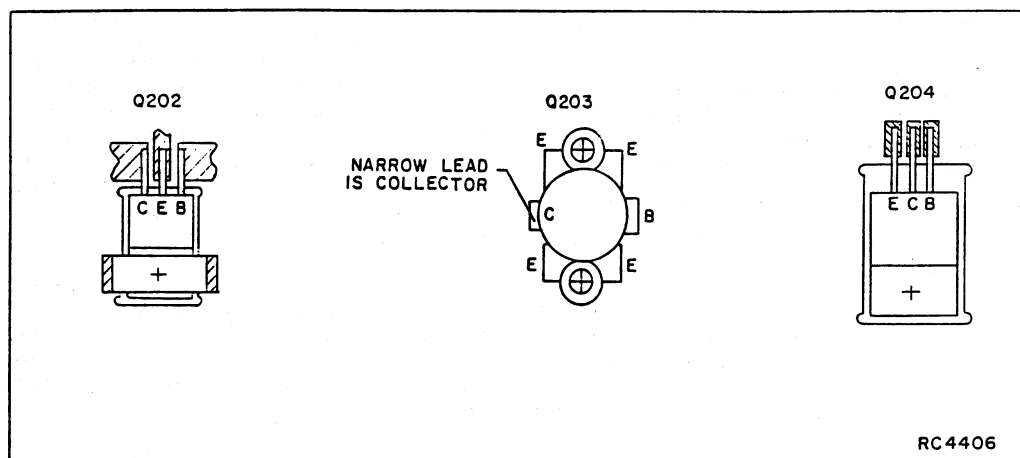 Q202
C E B
Q203
E E
NARROW LEAD
IS COLLECTOR
C B
E E
Q204
E C B
RC4406